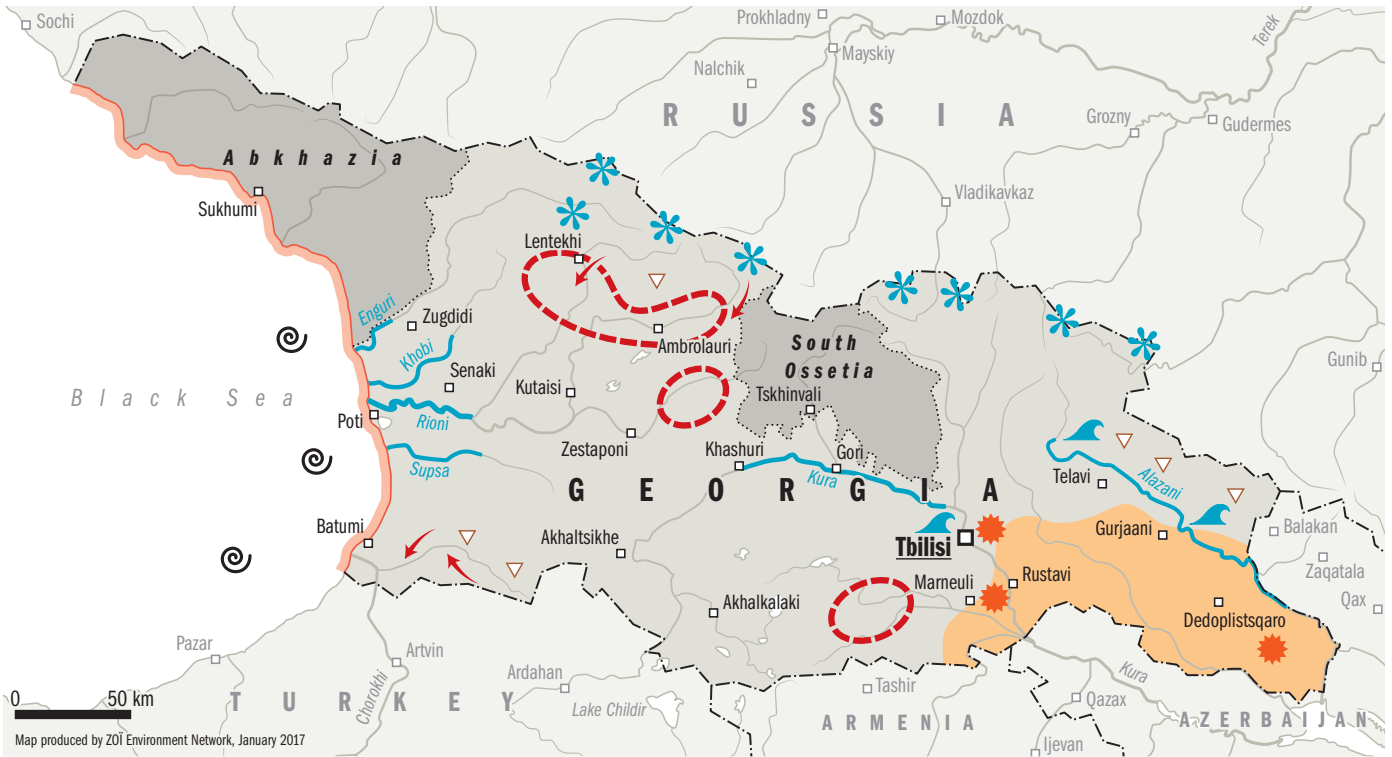 Sochi
Prokhladny
Mozdok
Terek
Mayskiy
Nalchik
R U S S I A
Grozny
Gudermes
Abkhazia
Vladikavkaz
Sukhumi
Lentekhi
Enguri
Zugdidi
Khobi
Ambrolauri
South
Ossetia
Gunib
Senaki
Kutaisi
Tskhinvali
Black Sea
Poti
Rioni
Zestaponi
Khashuri
Gori
Supsa
Kura
Telavi
Alazani
G E O R G I A
Batumi
Akhaltsikhe
Tbilisi
Gurjaani
Balakan
Zaqatala
Marneuli
Rustavi
Qax
Akhalkalaki
Dedoplistsqaro
Pazar
Artvin
Ardahan
Kura
Tashir
Qazax
0 50 km
T U R K E Y
Chorokhi
Lake Childir
A R M E N I A
A Z E R B A I J A N
Map produced by ZOÏ Environment Network, January 2017
Ijevan